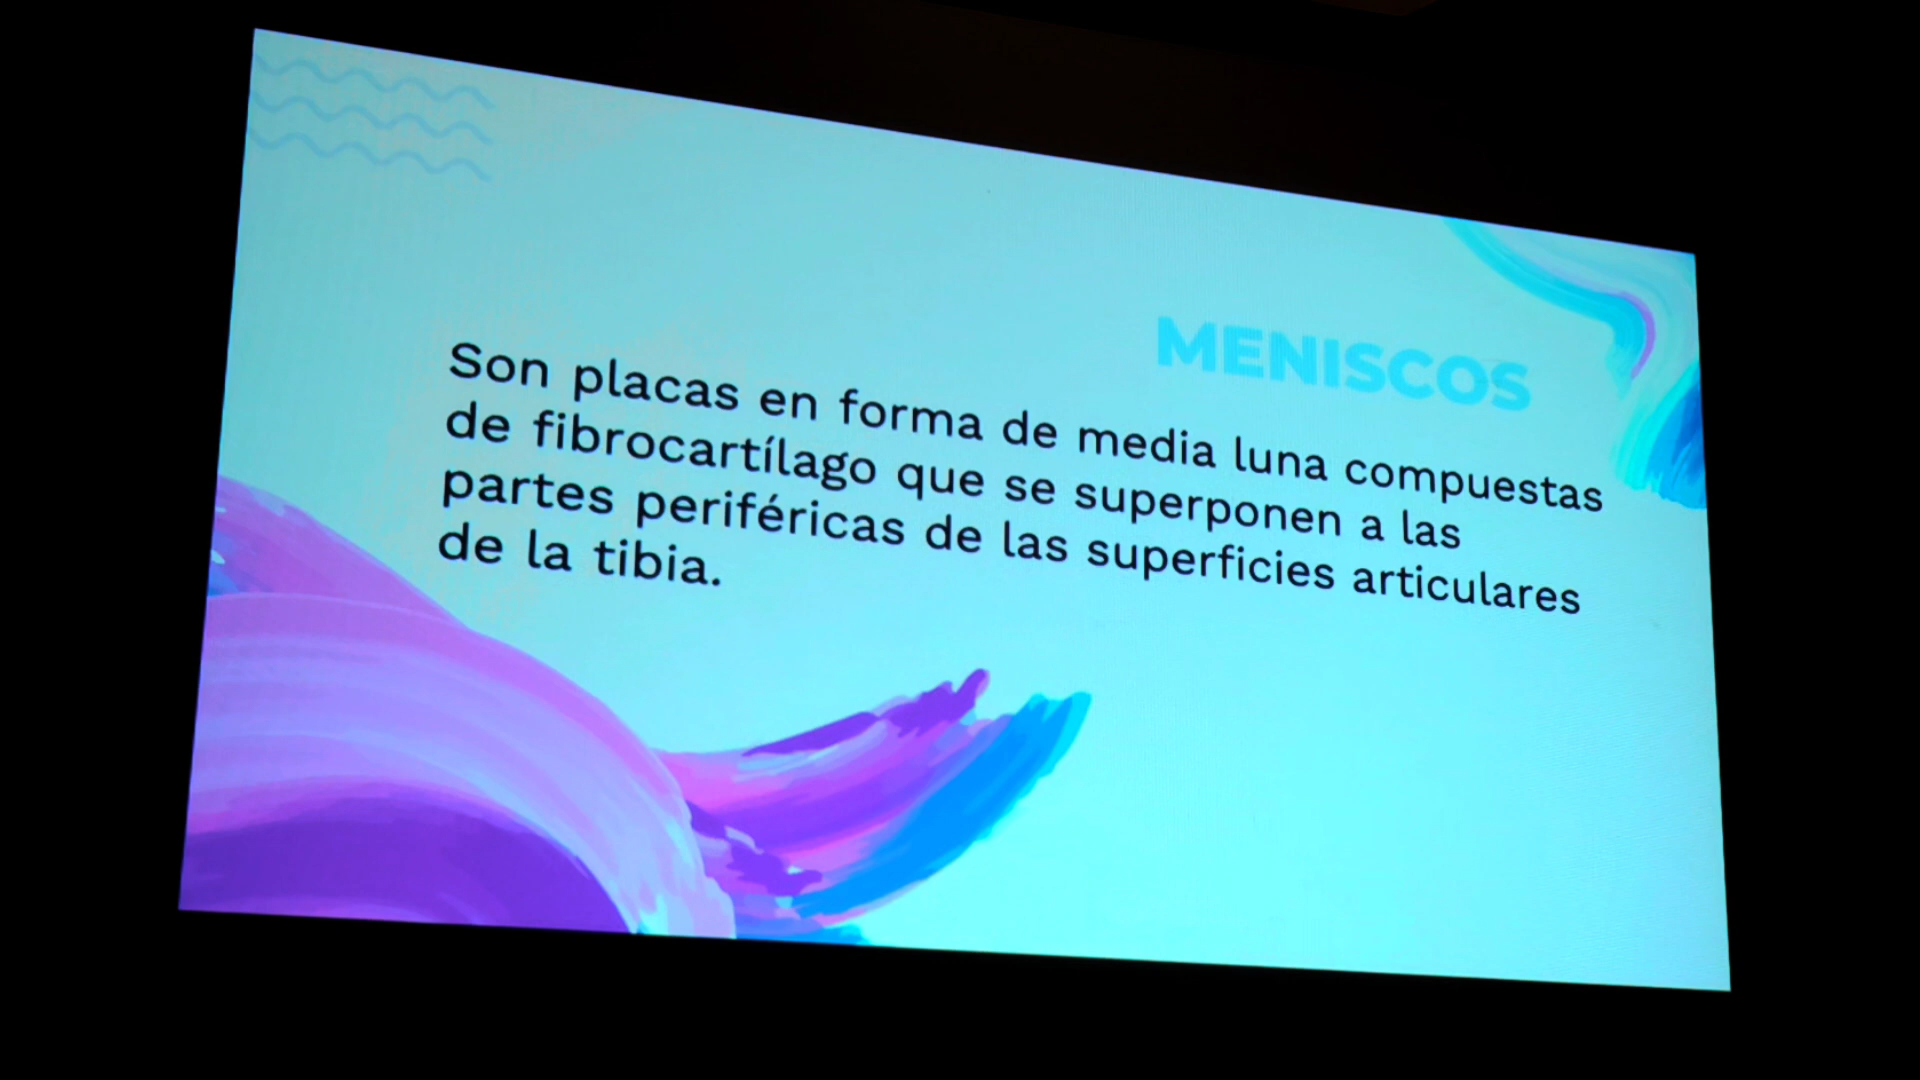 MENISCOS
Son placas en forma de media luna compuestas
de fibrocartílago que se superponen a las
partes periféricas de las superficies articulares
de la tibia.